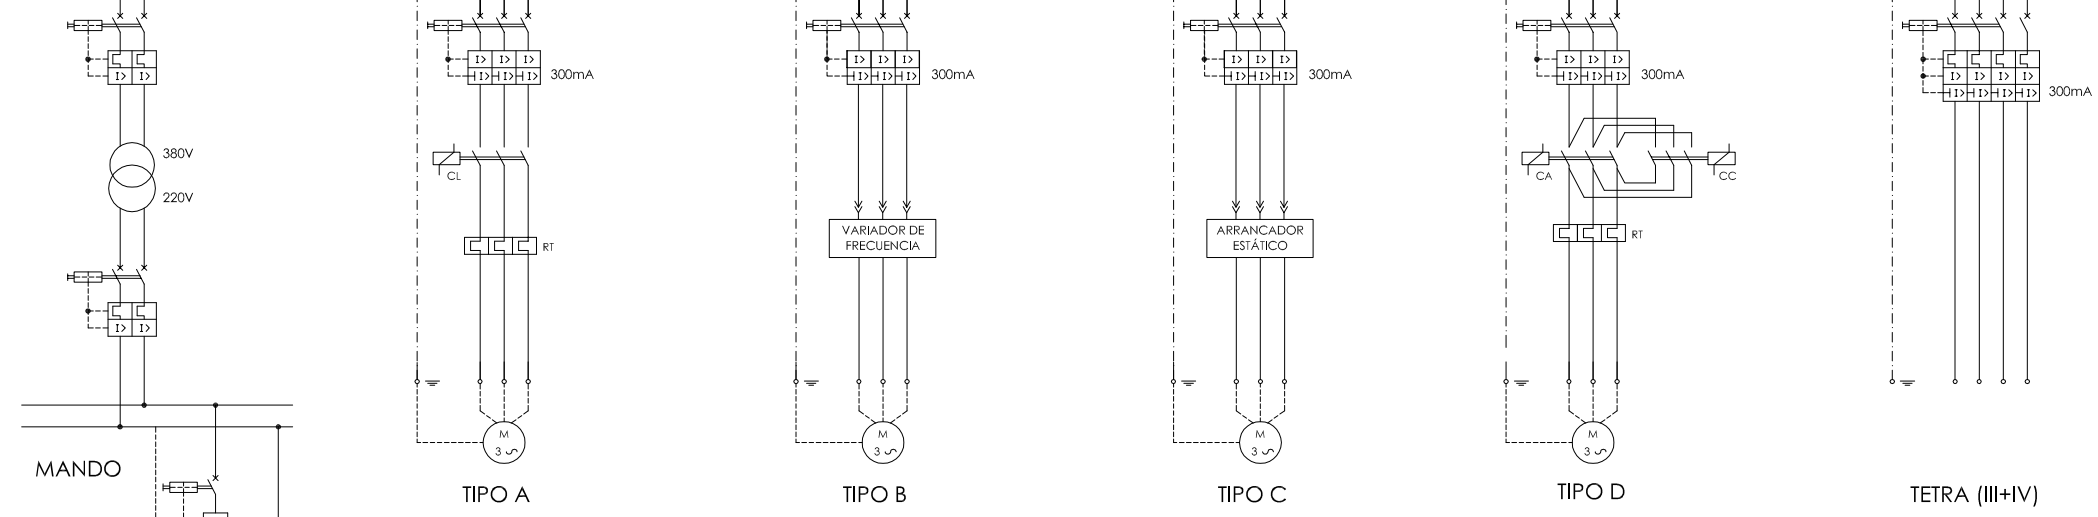 I> I>
380V
220V
I> I>
MANDO
I> I> I>
I> I> I> 300mA
CL
RT
M
3
TIPO A
I> I> I>
I> I> I> 300mA
VARIADOR DE
FRECUENCIA
M
3
TIPO B
I> I> I>
I> I> I> 300mA
ARRANCADOR
ESTÁTICO
M
3
TIPO C
I> I> I>
I> I> I> 300mA
CA CC
RT
M
3
TIPO D
I> I> I> I>
I> I> I> I> 300mA
TETRA (III+IV)